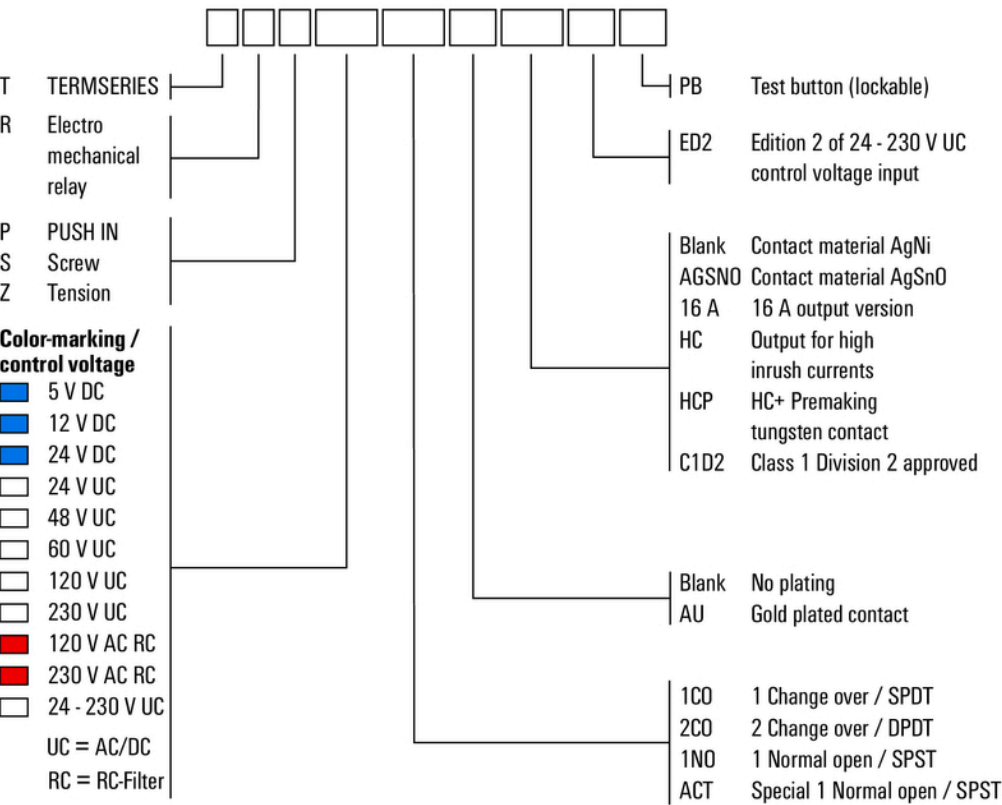 T TERMSERIES
R Electro
mechanical
relay
P PUSH IN
S Screw
Z Tension
Color-marking /
control voltage
5 V DC
12 V DC
24 V DC
24 V UC
48 V UC
60 V UC
120 V UC
230 V UC
120 V AC RC
230 V AC RC
24 - 230 V UC
UC = AC/DC
RC = RC-Filter
PB Test button (lockable)
ED2 Edition 2 of 24 - 230 V UC
control voltage input
Blank Contact material AgNi
AGSNO Contact material AgSnO
16 A 16 A output version
HC Output for high
inrush currents
HCP HC+ Premaking
tungsten contact
C1D2 Class 1 Division 2 approved
Blank No plating
AU Gold plated contact
1CO 1 Change over / SPDT
2CO 2 Change over / DPDT
1NO 1 Normal open / SPST
ACT Special 1 Normal open / SPST